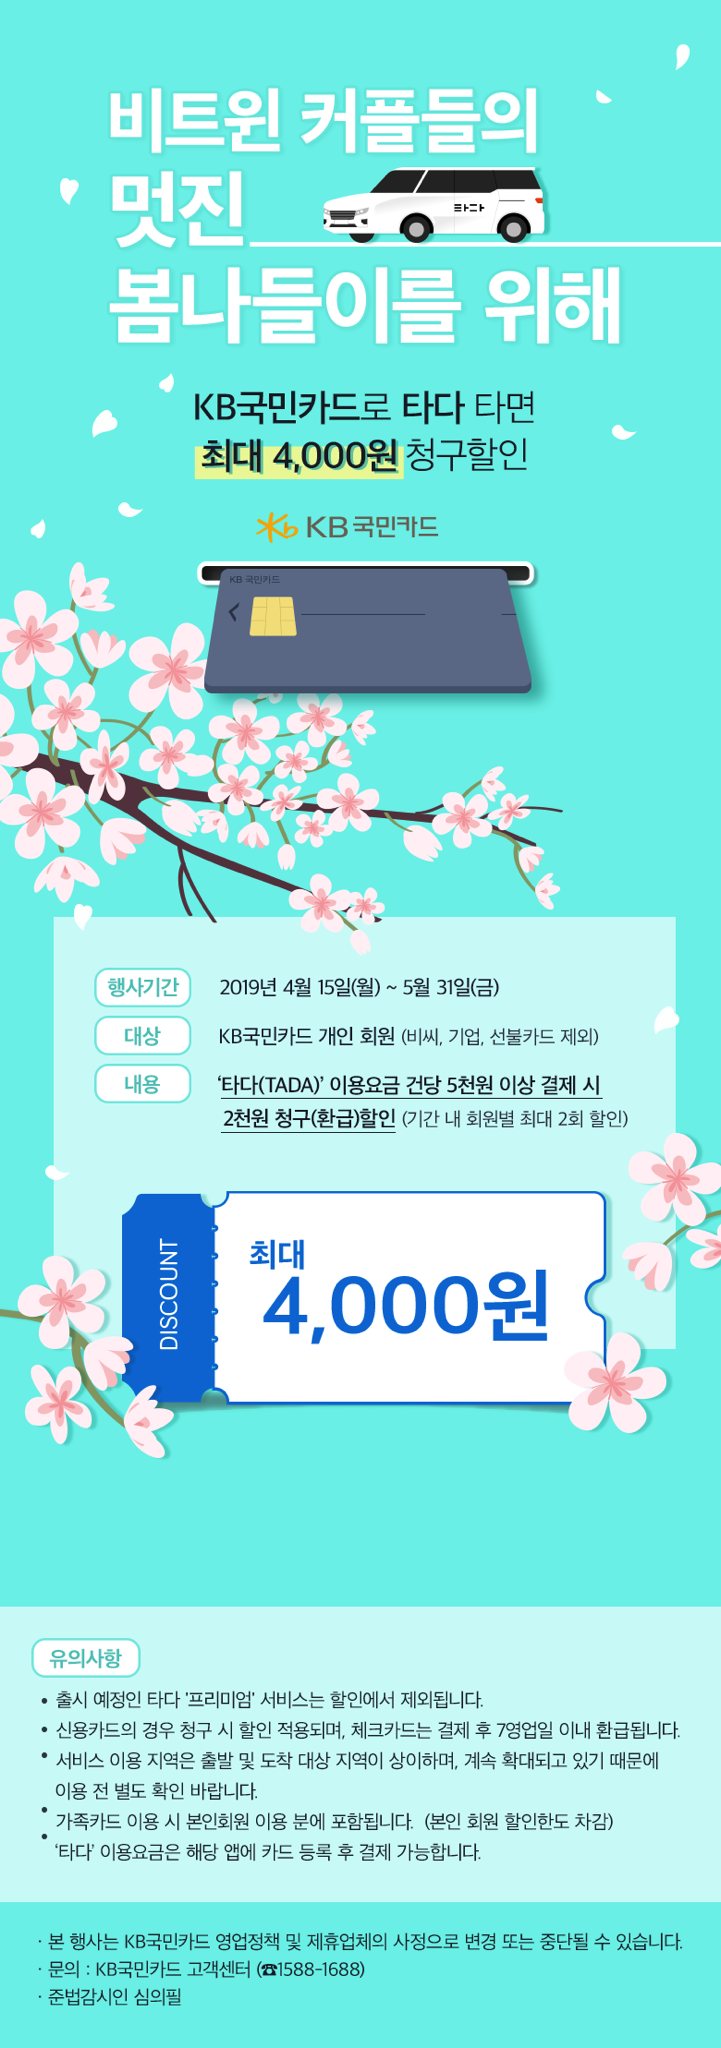 비트윈 커플들의
멋진
타다
봄나들이를 위해
KB국민카드로 타다 타면
최대 4,000원 청구할인
KB 국민카드
KB 국민카드
행사기간 2019년 4월 15일(월) ~ 5월 31일(금)
대상 KB국민카드 개인 회원 (비씨, 기업, 선불카드 제외)
내용 ‘타다(TADA)’ 이용요금 건당 5천원 이상 결제 시
2천원 청구(환급)할인 (기간 내 회원별 최대 2회 할인)
DISCOUNT
최대
4,000원
유의사항
• 출시 예정인 타다 '프리미엄' 서비스는 할인에서 제외됩니다.
• 신용카드의 경우 청구 시 할인 적용되며, 체크카드는 결제 후 7영업일 이내 환급됩니다.
• 서비스 이용 지역은 출발 및 도착 대상 지역이 상이하며, 계속 확대되고 있기 때문에
이용 전 별도 확인 바랍니다.
• 가족카드 이용 시 본인회원 이용 분에 포함됩니다. (본인 회원 할인한도 차감)
• ‘타다’ 이용요금은 해당 앱에 카드 등록 후 결제 가능합니다.
· 본 행사는 KB국민카드 영업정책 및 제휴업체의 사정으로 변경 또는 중단될 수 있습니다.
· 문의 : KB국민카드 고객센터 (☎1588-1688)
· 준법감시인 심의필